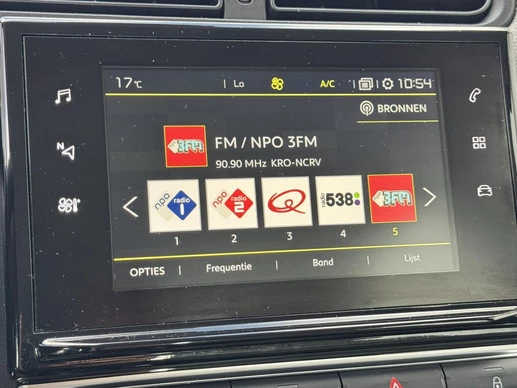 17°C Lo A/C 10:54
BRONNEN
N
3FM
FM / NPO 3FM
90.90 MHz KRO-NCRV
npo radio 1
npo radio 2
Q
radio 538
3FM
1 2 3 4 5
OPTIES Frequentie Band Lijst